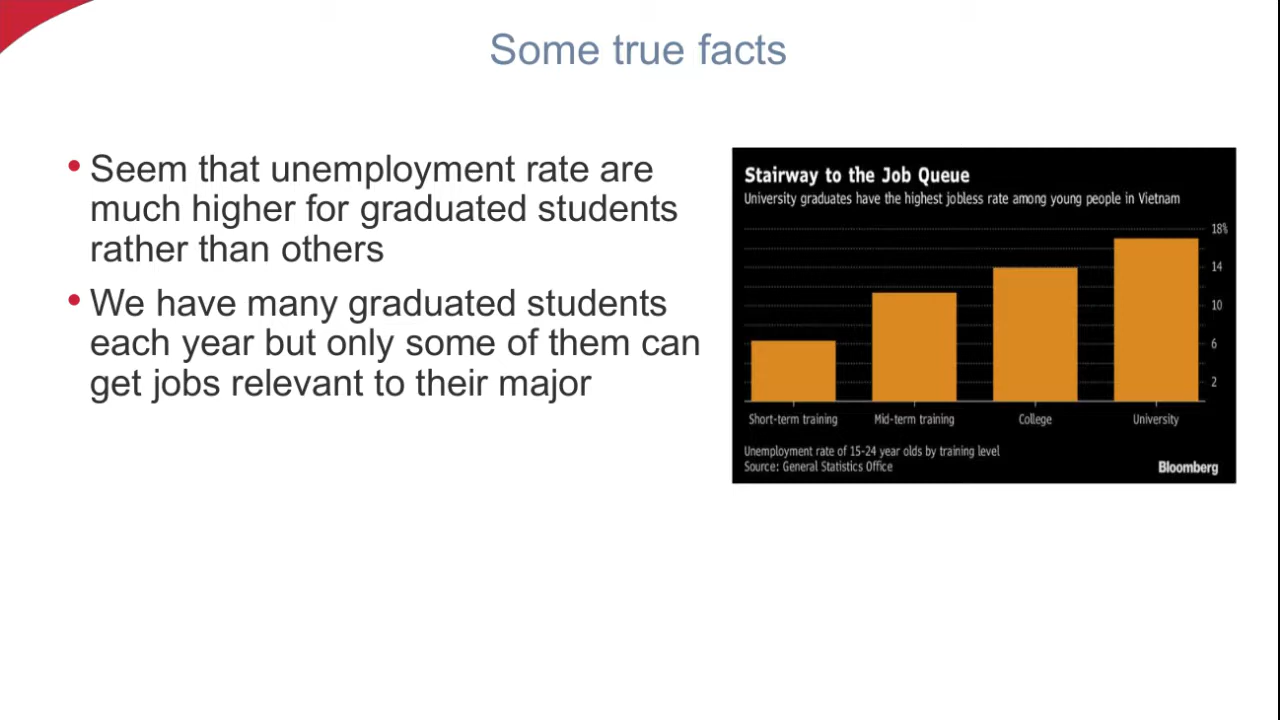 Some true facts
• Seem that unemployment rate are
much higher for graduated students
rather than others
• We have many graduated students
each year but only some of them can
get jobs relevant to their major
Stairway to the Job Queue
University graduates have the highest jobless rate among young people in Vietnam
18%
14
10
6
2
Short-term training Mid-term training College University
Unemployment rate of 15-24 year olds by training level
Source: General Statistics Office
Bloomberg